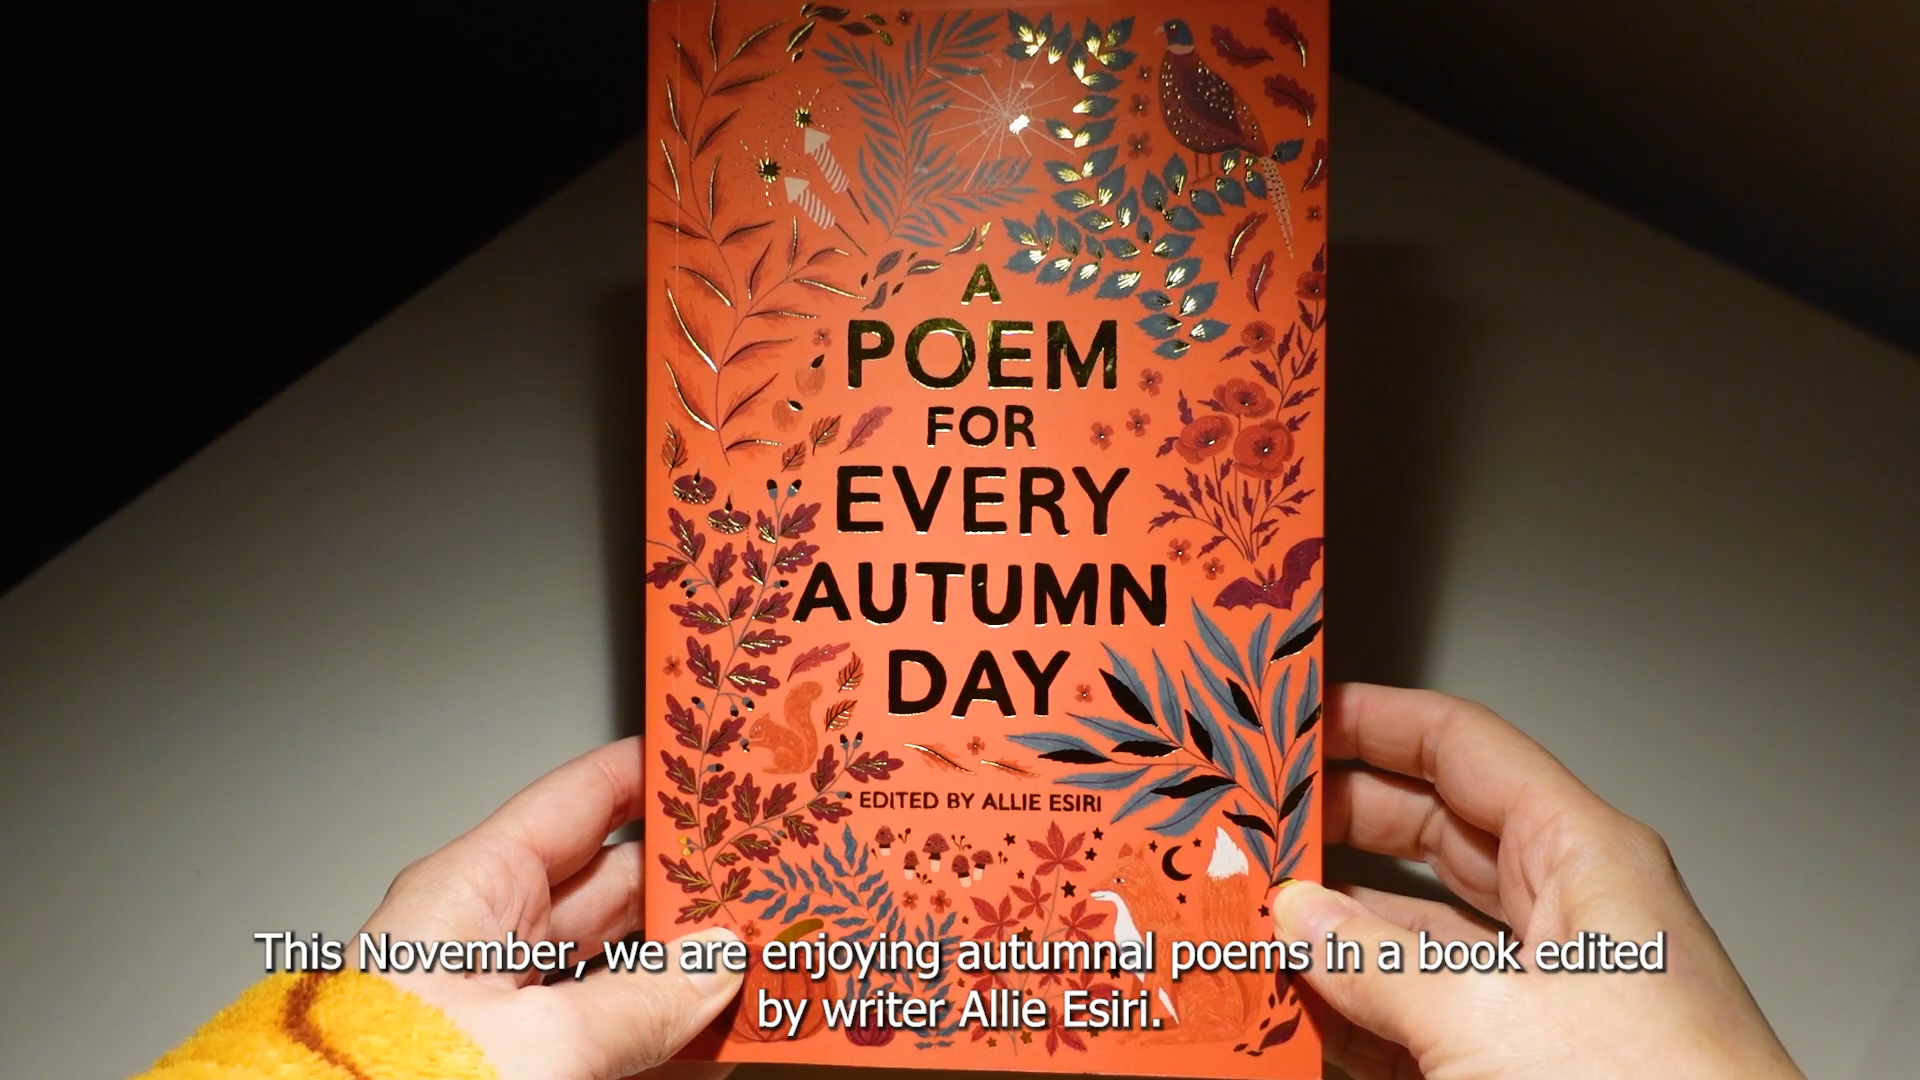 A
POEM
FOR
EVERY
AUTUMN
DAY
EDITED BY ALLIE ESIRI
This November, we are enjoying autumnal poems in a book edited
by writer Allie Esiri.